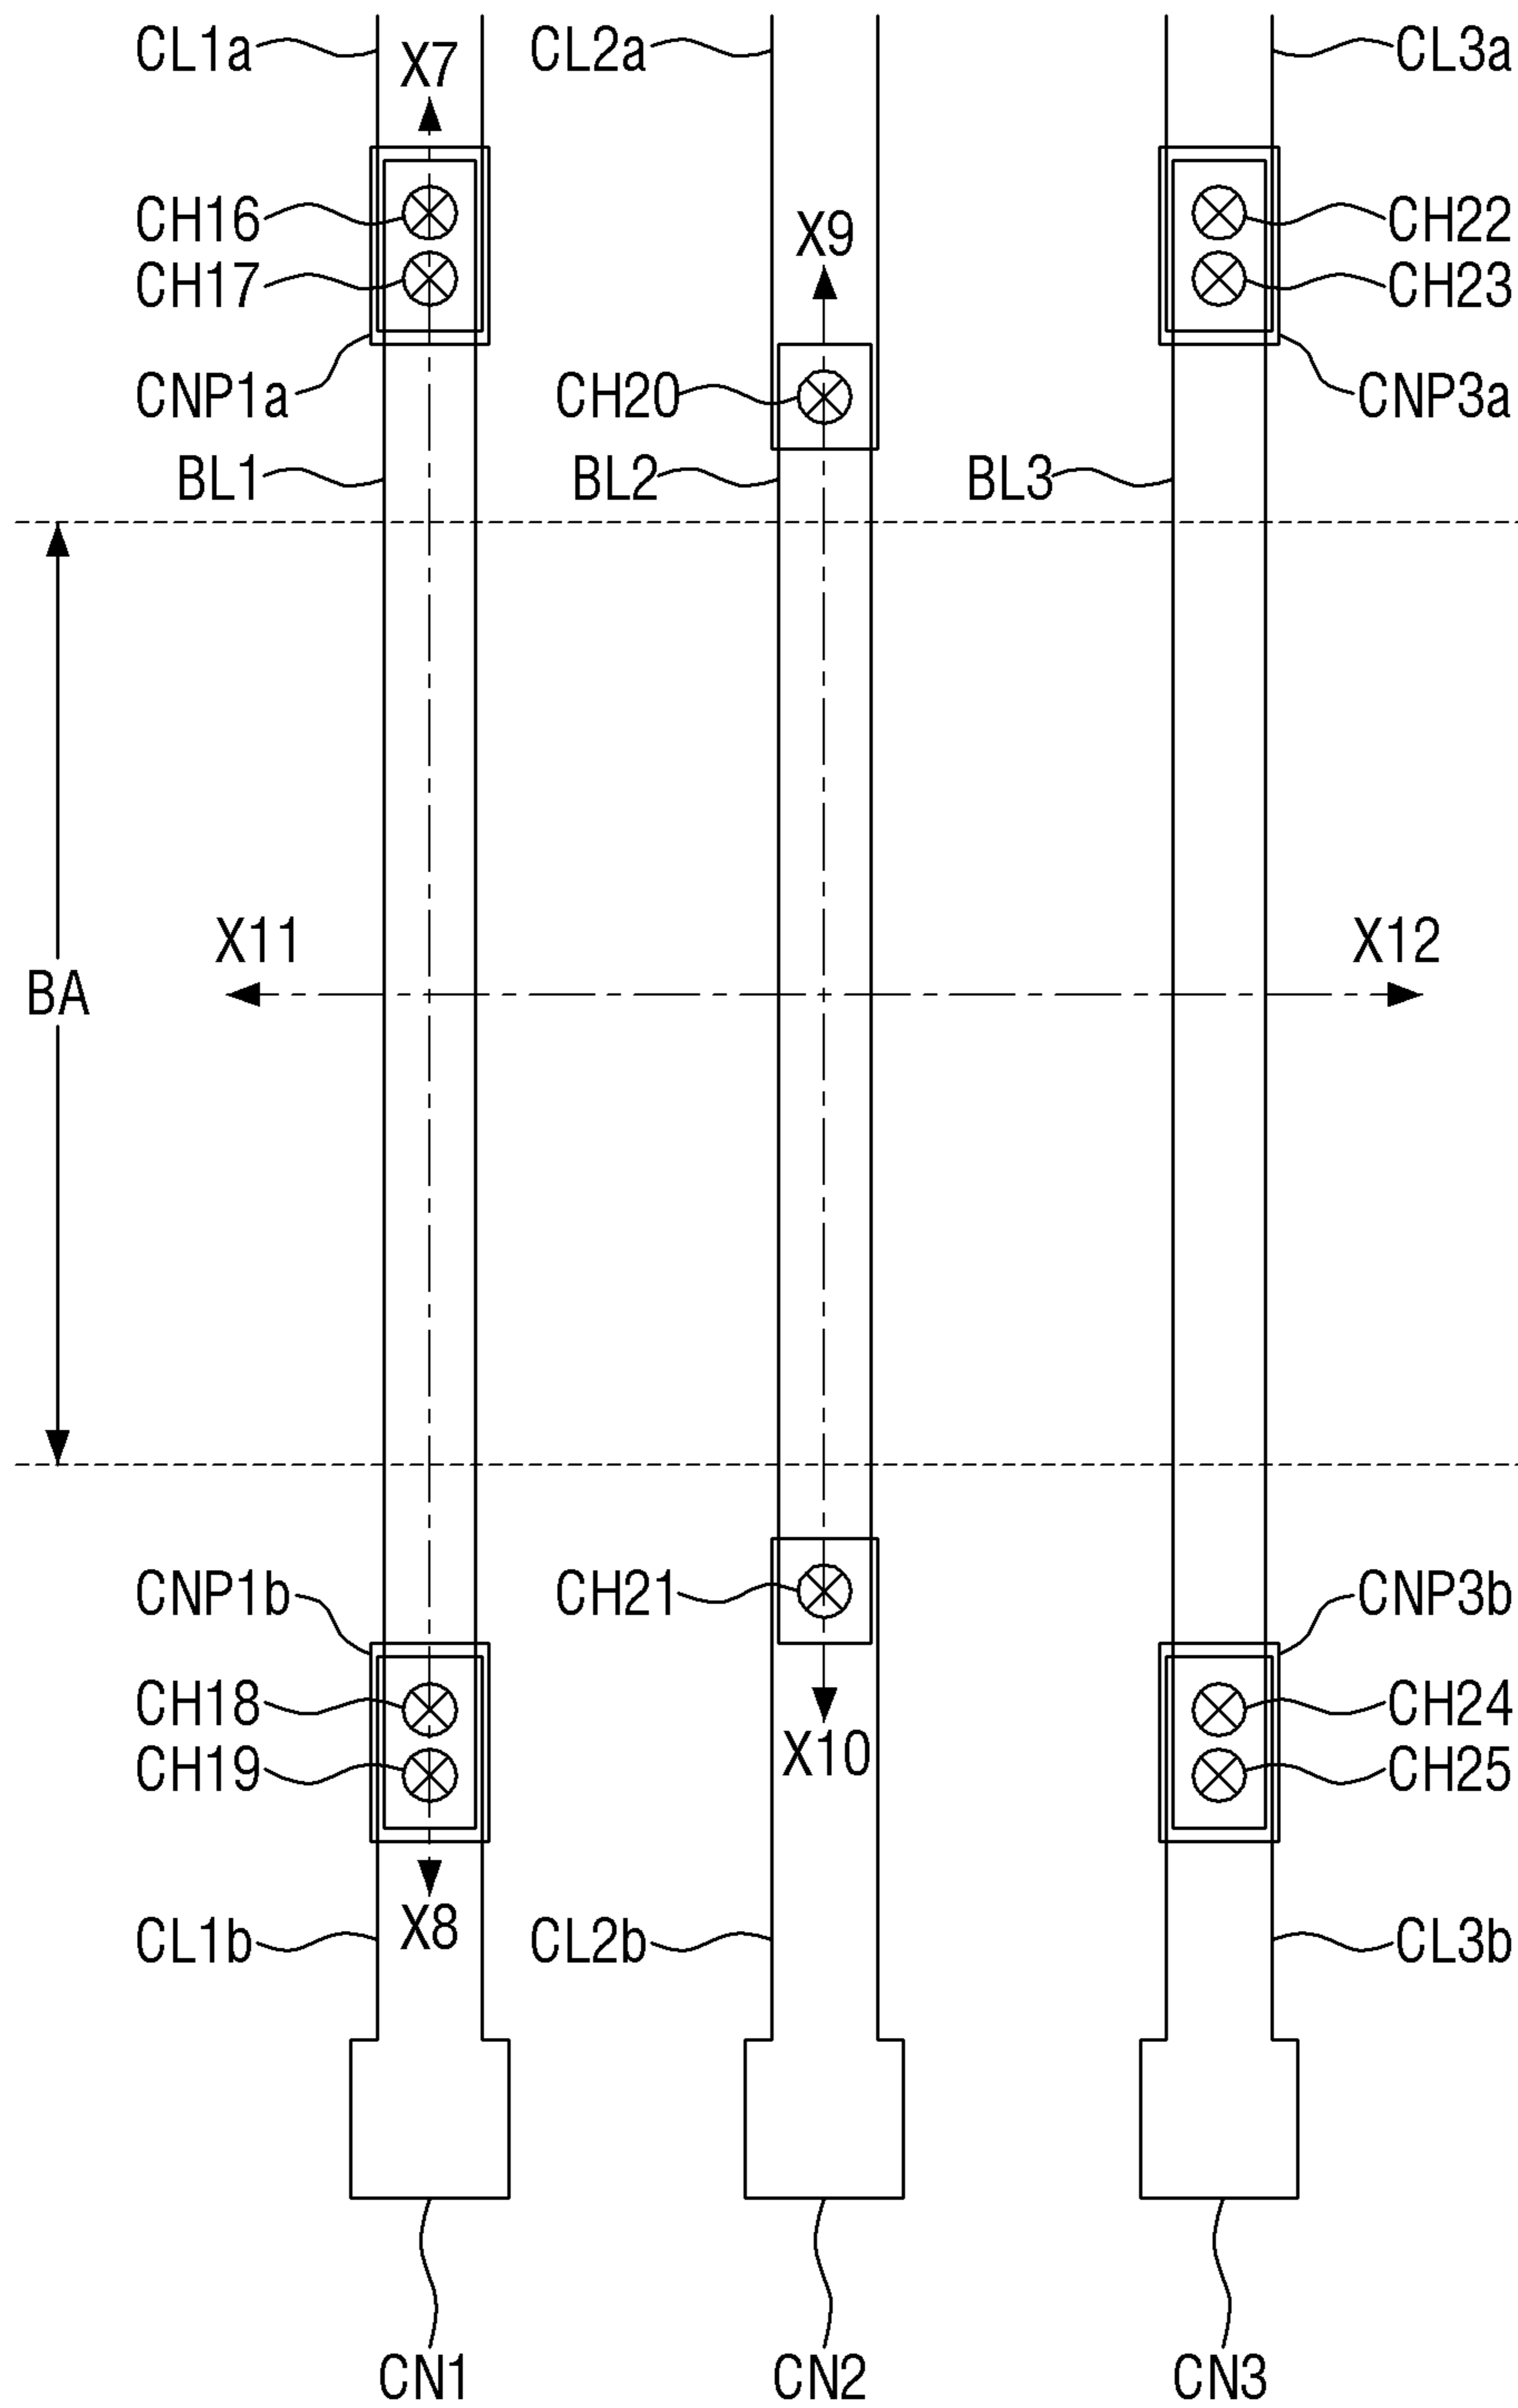 CL1a
X7
CL2a
CL3a
CH16
X9
CH22
CH17
CH23
CNP1a
CH20
CNP3a
BL1
BL2
BL3
X11
X12
BA
CNP1b
CH21
CNP3b
CH18
CH24
CH19
X10
CH25
CL1b
X8
CL2b
CL3b
CN1
CN2
CN3